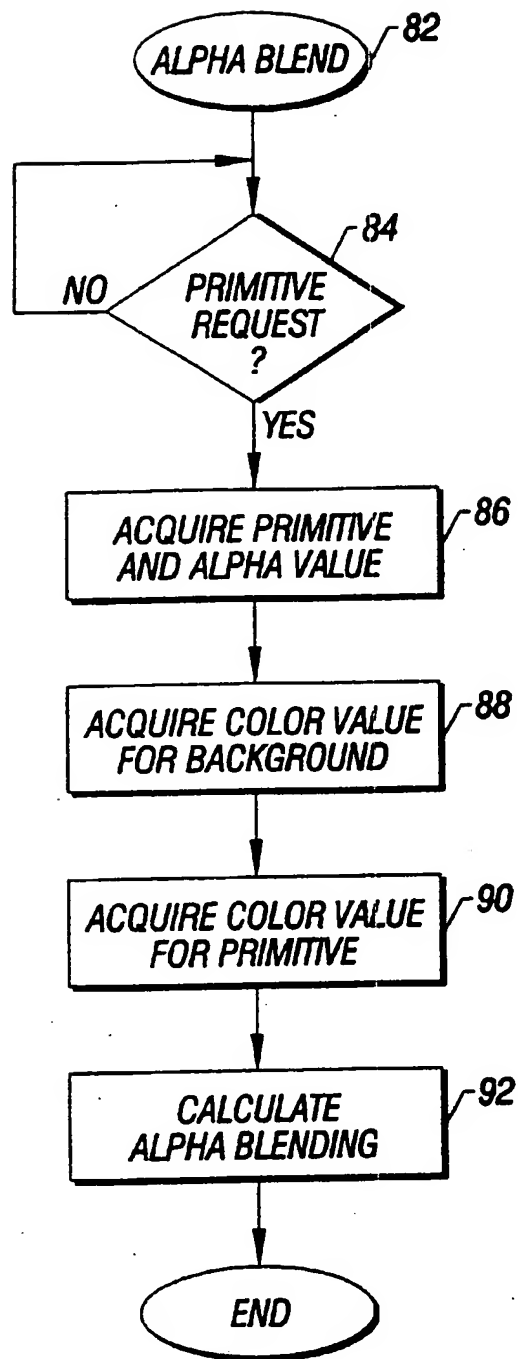 ALPHA BLEND
82
84
NO
PRIMITIVE
REQUEST
?
YES
86
ACQUIRE PRIMITIVE
AND ALPHA VALUE
88
ACQUIRE COLOR VALUE
FOR BACKGROUND
90
ACQUIRE COLOR VALUE
FOR PRIMITIVE
92
CALCULATE
ALPHA BLENDING
END